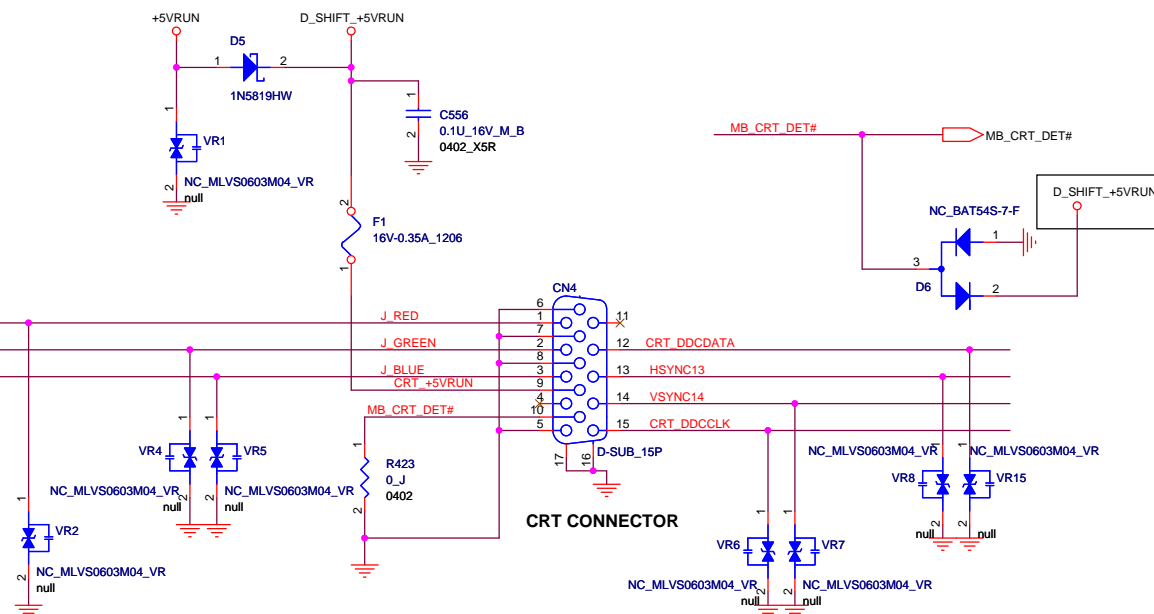 +5VRUN
D_SHIFT_+5VRUN
D5
1
2
1N5819HW
1
C556
0.1U_16V_M_B
2
0402_X5R
1
VR1
2
NC_MLVS0603M04_VR
null
MB_CRT_DET#
MB_CRT_DET#
D_SHIFT_+5VRUN
NC_BAT54S-7-F
1
3
D6
2
2
F1
16V-0.35A_1206
1
CN4
6
J_RED
1
11
7
J_GREEN
2
12
CRT_DDCDATA
8
J_BLUE
3
13
HSYNC13
CRT_+5VRUN
9
4
14
VSYNC14
MB_CRT_DET#
10
5
15
CRT_DDCCLK
D-SUB_15P
17
16
CRT CONNECTOR
1
R423
0_J
0402
2
1
1
VR4
VR5
NC_MLVS0603M04_VR
NC_MLVS0603M04_VR
2
2
null
null
1
VR2
2
NC_MLVS0603M04_VR
null
NC_MLVS0603M04_VR
NC_MLVS0603M04_VR
1
1
VR8
VR15
2
2
null
null
1
1
VR6
VR7
NC_MLVS0603M04_VR
NC_MLVS0603M04_VR
2
2
null
null